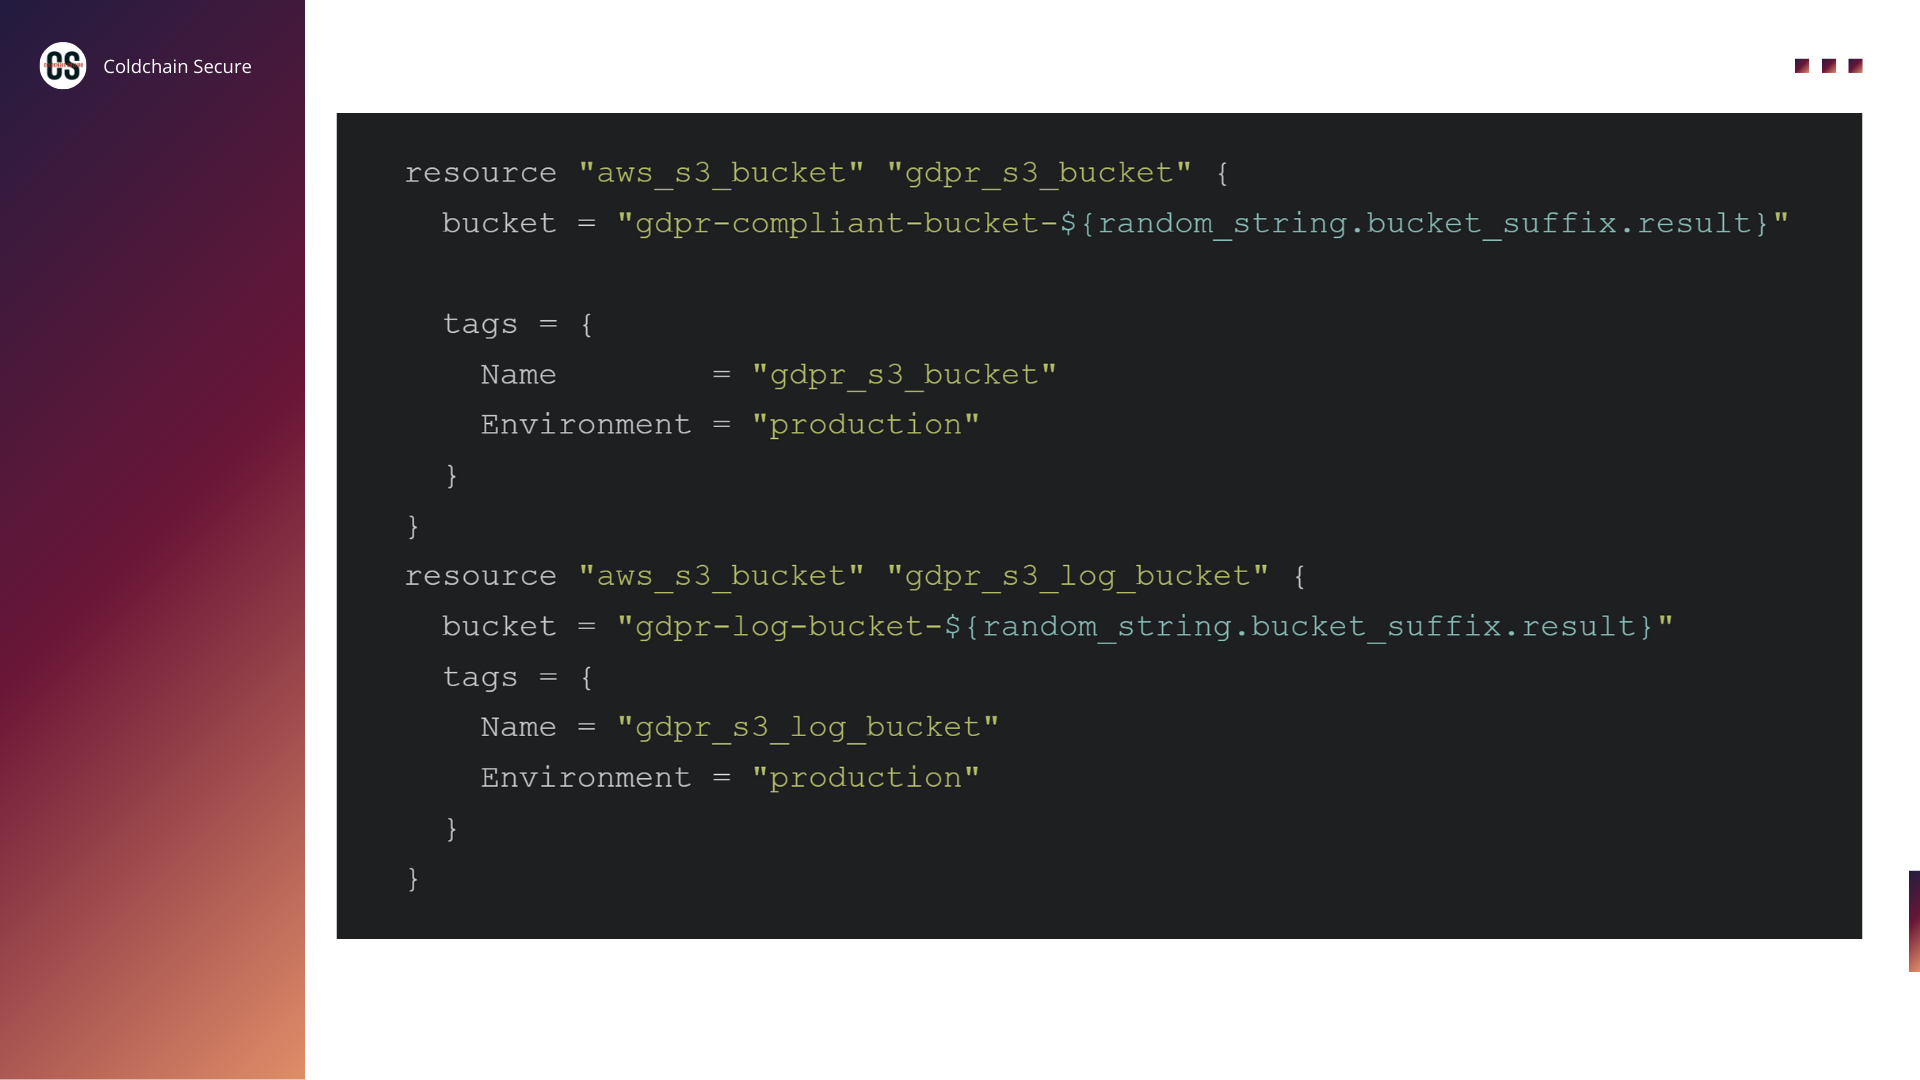 CS
Coldchain Secure
resource "aws_s3_bucket" "gdpr_s3_bucket" {
  bucket = "gdpr-compliant-bucket-${random_string.bucket_suffix.result}"

  tags = {
    Name        = "gdpr_s3_bucket"
    Environment = "production"
  }
}
resource "aws_s3_bucket" "gdpr_s3_log_bucket" {
  bucket = "gdpr-log-bucket-${random_string.bucket_suffix.result}"
  tags = {
    Name = "gdpr_s3_log_bucket"
    Environment = "production"
  }
}